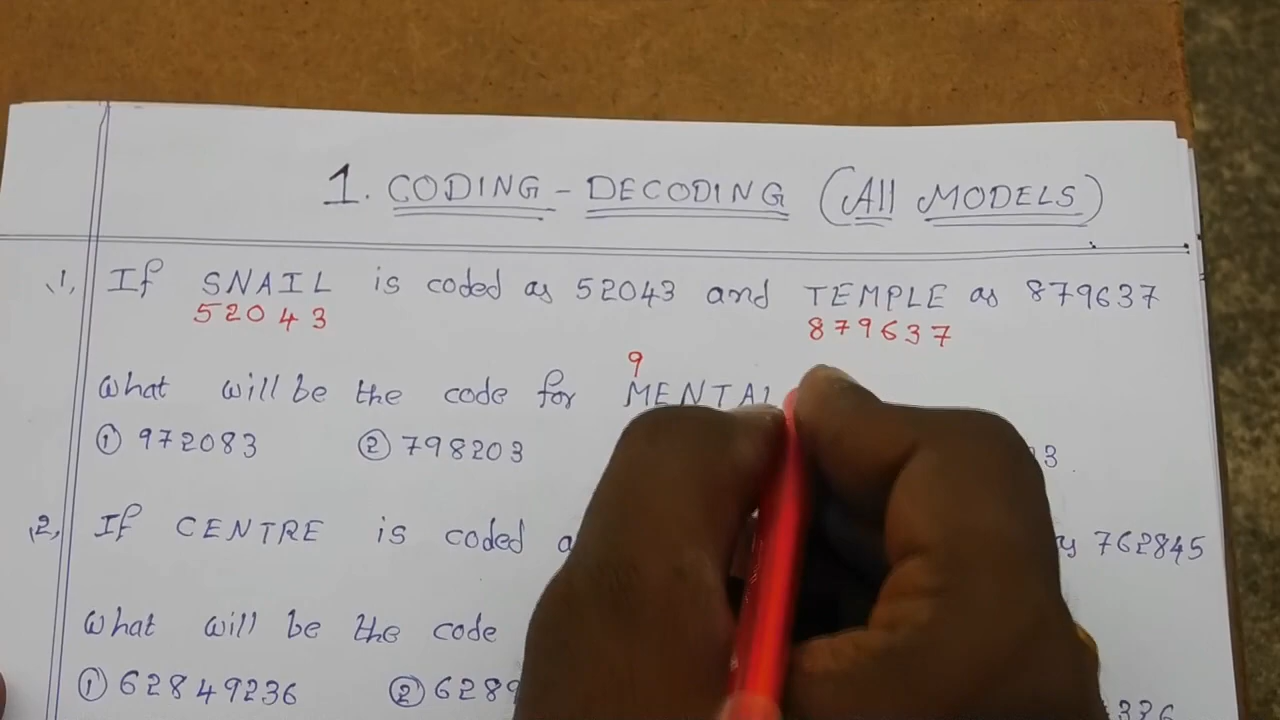 1. CODING - DECODING (All MODELS)
1, If SNAIL is coded as 52043 and TEMPLE as 879637
52043 879637
9
What will be the code for MENTAL
① 972083 ② 798203
2, If CENTRE is coded 762845
What will be the code
① 62849236 ② 6289